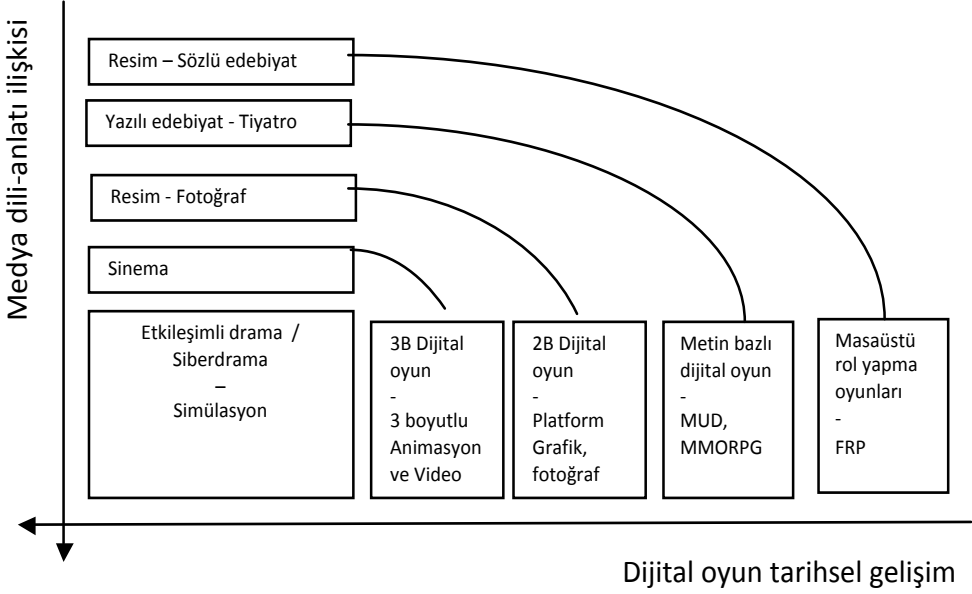 Medya dili-anlatı ilişkisi
Resim – Sözlü edebiyat
Yazılı edebiyat - Tiyatro
Resim - Fotoğraf
Sinema
Etkileşimli drama /
Siberdrama
–
Simülasyon
3B Dijital
oyun
-
3 boyutlu
Animasyon
ve Video
2B Dijital
oyun
-
Platform
Grafik,
fotoğraf
Metin bazlı
dijital oyun
-
MUD,
MMORPG
Masaüstü
rol yapma
oyunları
-
FRP
Dijital oyun tarihsel gelişim